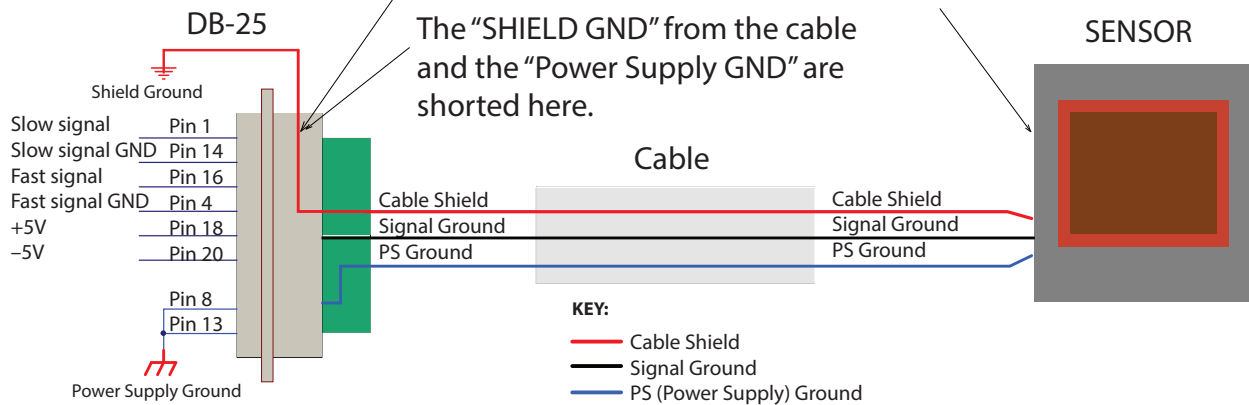 DB-25
The “SHIELD GND” from the cable
and the “Power Supply GND” are
shorted here.
SENSOR
Shield Ground
Slow signal Pin 1
Slow signal GND Pin 14
Fast signal Pin 16
Fast signal GND Pin 4
+5V Pin 18
–5V Pin 20
Pin 8
Pin 13
Power Supply Ground
Cable
Cable Shield Cable Shield
Signal Ground Signal Ground
PS Ground PS Ground
KEY:
Cable Shield
Signal Ground
PS (Power Supply) Ground